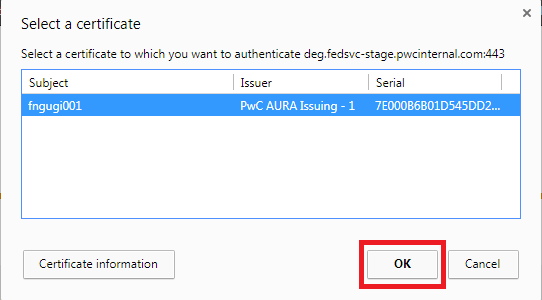 Select a certificate
Select a certificate to which you want to authenticate deg.fedsvc-stage.pwcinternal.com:443
Subject Issuer Serial
fngugi001 PwC AURA Issuing - 1 7E000B6B01D545DD2...
Certificate information OK Cancel